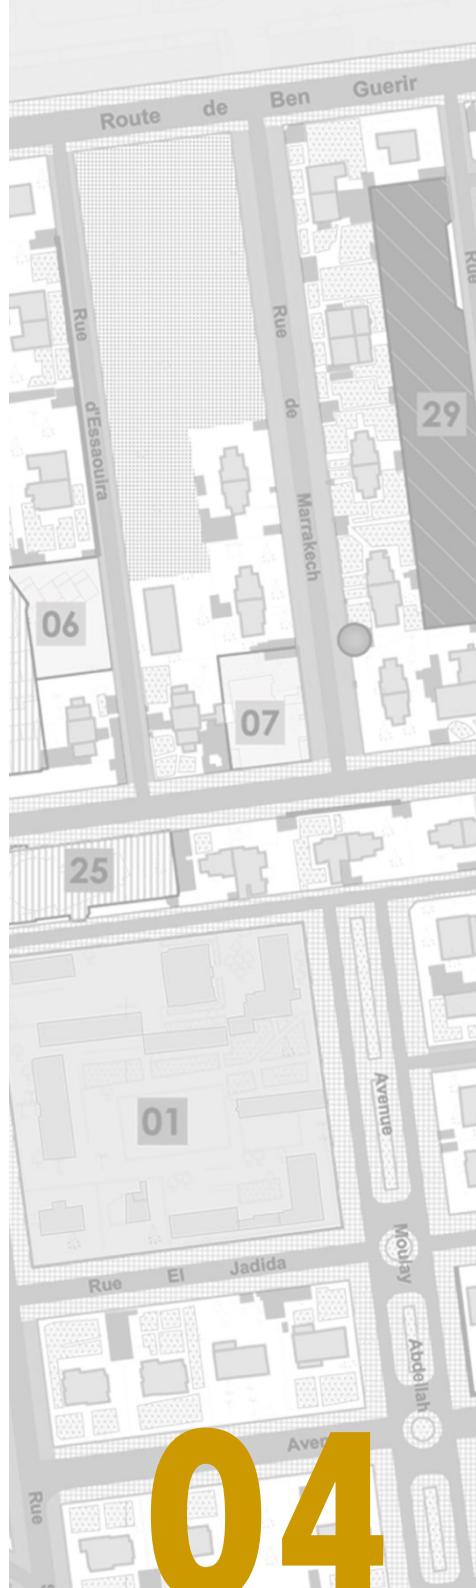 Route de Ben Guerir
Rue
Rue
29
de
d'Essaouira
Marrakech
06
07
25
01
Avenue
Moulay
Rue El Jadida
Abdellah
04
Rue